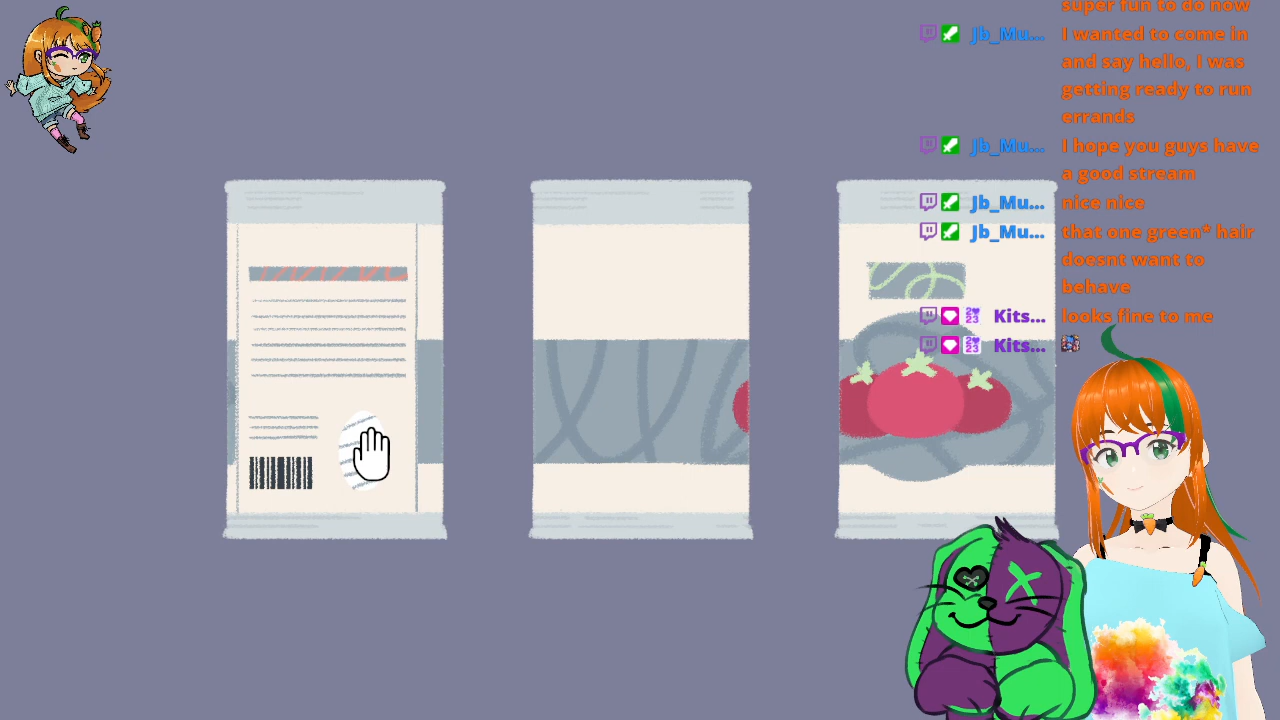 super fun to do now
Jb_Mu... I wanted to come in
and say hello, I was
getting ready to run
errands
Jb_Mu... I hope you guys have
a good stream
Jb_Mu... nice nice
Jb_Mu... that one green* hair
doesnt want to
behave
Kits... looks fine to me
Kits...